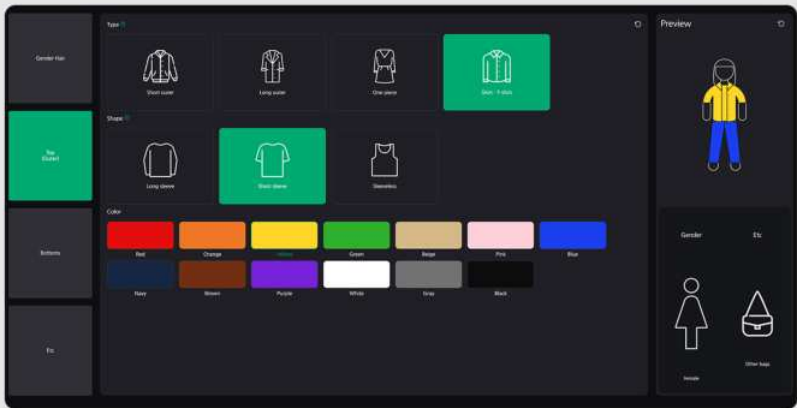 Type
Preview
Gender Hair
Short outer
Long outer
One piece
Shirt · T-shirt
Top
(Outer)
Shape
Long sleeve
Short sleeve
Sleeveless
Color
Red
Orange
Yellow
Green
Beige
Pink
Blue
Gender
Etc
Bottoms
Navy
Brown
Purple
White
Gray
Black
Etc
Female
Other bags